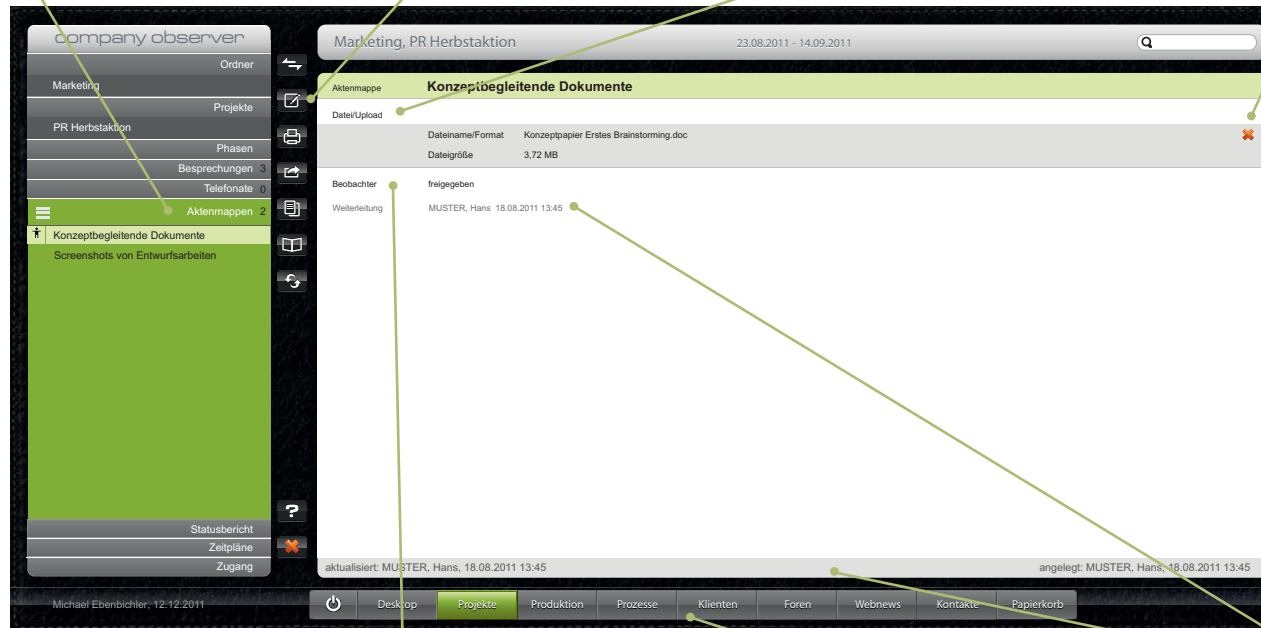 company observer
Ordner
Marketing
Projekte
PR Herbstaktion
Phasen
Besprechungen 3
Telefonate 0
Aktenmappen 2
Konzeptbegleitende Dokumente
Screenshots von Entwurfsarbeiten
Statusbericht
Zeitpläne
Zugang
?
Marketing, PR Herbstaktion 23.08.2011 - 14.09.2011
Aktenmappe Konzeptbegleitende Dokumente
Datei/Upload
Dateiname/Format Konzeptpapier Erstes Brainstorming.doc
Dateigröße 3,72 MB
Beobachter freigegeben
Weiterleitung MUSTER, Hans 18.08.2011 13:45
aktualisiert: MUSTER, Hans, 18.08.2011 13:45 angelegt: MUSTER, Hans, 18.08.2011 13:45
Michael Ebenbichler, 12.12.2011 Desktop Projekte Produktion Prozesse Klienten Foren Webnews Kontakte Papierkorb